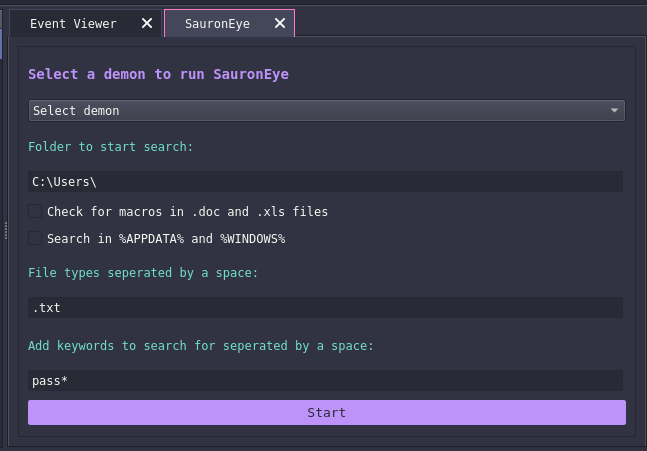 Event Viewer
SauronEye
Select a demon to run SauronEye
Select demon
Folder to start search:
C:\Users\
Check for macros in .doc and .xls files
Search in %APPDATA% and %WINDOWS%
File types seperated by a space:
.txt
Add keywords to search for seperated by a space:
pass*
Start